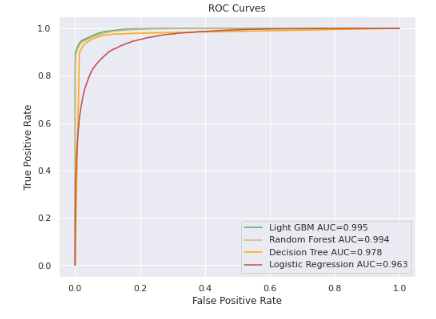 ROC Curves
1.0
0.8
0.6
0.4
0.2
0.0
True Positive Rate
Light GBM AUC=0.995
Random Forest AUC=0.994
Decision Tree AUC=0.978
Logistic Regression AUC=0.963
0.0 0.2 0.4 0.6 0.8 1.0
False Positive Rate